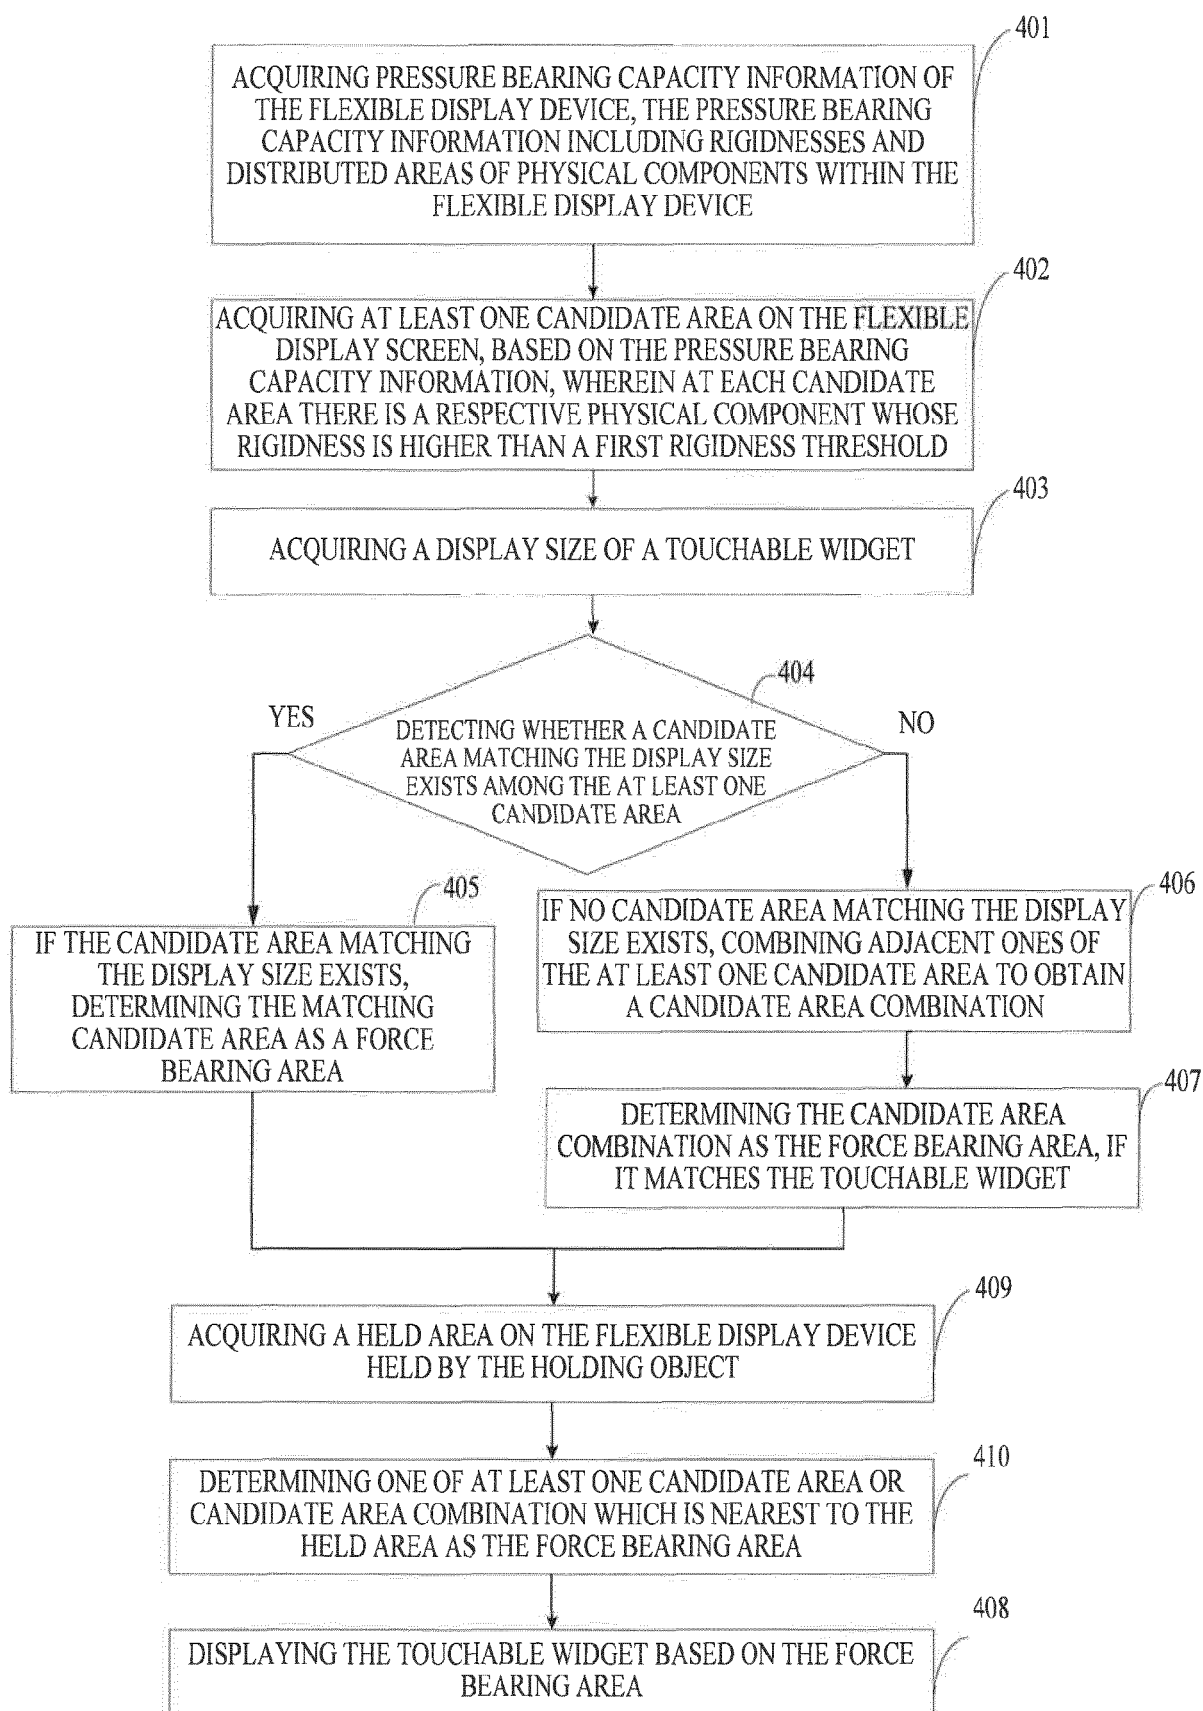 401
ACQUIRING PRESSURE BEARING CAPACITY INFORMATION OF
THE FLEXIBLE DISPLAY DEVICE, THE PRESSURE BEARING
CAPACITY INFORMATION INCLUDING RIGIDNESSES AND
DISTRIBUTED AREAS OF PHYSICAL COMPONENTS WITHIN THE
FLEXIBLE DISPLAY DEVICE
402
ACQUIRING AT LEAST ONE CANDIDATE AREA ON THE FLEXIBLE
DISPLAY SCREEN, BASED ON THE PRESSURE BEARING
CAPACITY INFORMATION, WHEREIN AT EACH CANDIDATE
AREA THERE IS A RESPECTIVE PHYSICAL COMPONENT WHOSE
RIGIDNESS IS HIGHER THAN A FIRST RIGIDNESS THRESHOLD
403
ACQUIRING A DISPLAY SIZE OF A TOUCHABLE WIDGET
404
YES
NO
DETECTING WHETHER A CANDIDATE
AREA MATCHING THE DISPLAY SIZE
EXISTS AMONG THE AT LEAST ONE
CANDIDATE AREA
405
IF THE CANDIDATE AREA MATCHING
THE DISPLAY SIZE EXISTS,
DETERMINING THE MATCHING
CANDIDATE AREA AS A FORCE
BEARING AREA
406
IF NO CANDIDATE AREA MATCHING THE DISPLAY
SIZE EXISTS, COMBINING ADJACENT ONES OF
THE AT LEAST ONE CANDIDATE AREA TO OBTAIN
A CANDIDATE AREA COMBINATION
407
DETERMINING THE CANDIDATE AREA
COMBINATION AS THE FORCE BEARING AREA, IF
IT MATCHES THE TOUCHABLE WIDGET
409
ACQUIRING A HELD AREA ON THE FLEXIBLE DISPLAY DEVICE
HELD BY THE HOLDING OBJECT
410
DETERMINING ONE OF AT LEAST ONE CANDIDATE AREA OR
CANDIDATE AREA COMBINATION WHICH IS NEAREST TO THE
HELD AREA AS THE FORCE BEARING AREA
408
DISPLAYING THE TOUCHABLE WIDGET BASED ON THE FORCE
BEARING AREA